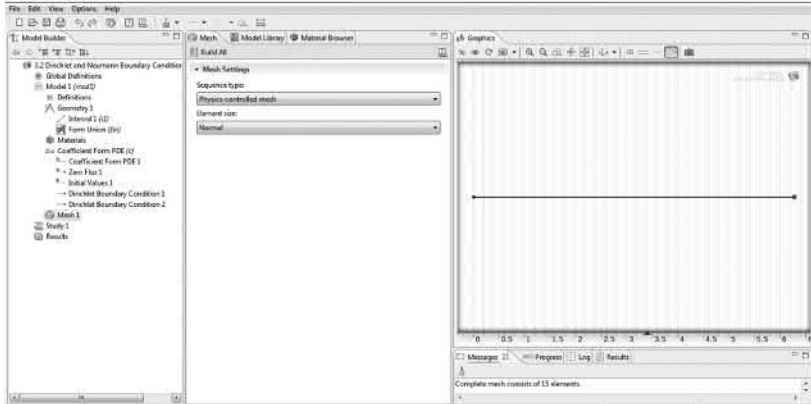 File Edit View Options Help
Model Builder
3.2 Dirichlet and Neumann Boundary Condition
Global Definitions
Model 1 (mod1)
Definitions
Geometry 1
Interval 1 (i1)
Form Union (fin)
Materials
Coefficient Form PDE (c)
Coefficient Form PDE 1
Zero Flux 1
Initial Values 1
Dirichlet Boundary Condition 1
Dirichlet Boundary Condition 2
Mesh 1
Study 1
Results
Mesh Model Library Material Browser
Build All
Mesh Settings
Sequence type:
Physics-controlled mesh
Element size:
Normal
Graphics
0 0.5 1 1.5 2 2.5 3 3.5 4 4.5 5 5.5 6
Messages Progress Log Results
Complete mesh consists of 15 elements.